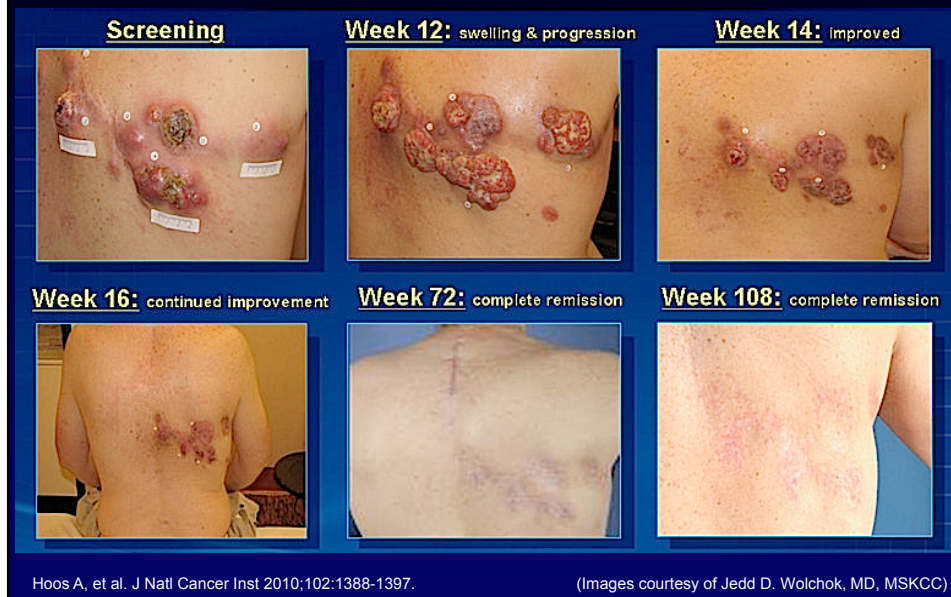 Screening
Week 12: swelling & progression
Week 14: improved
Week 16: continued improvement
Week 72: complete remission
Week 108: complete remission
Hoos A, et al. J Natl Cancer Inst 2010;102:1388-1397.
(Images courtesy of Jedd D. Wolchok, MD, MSKCC)